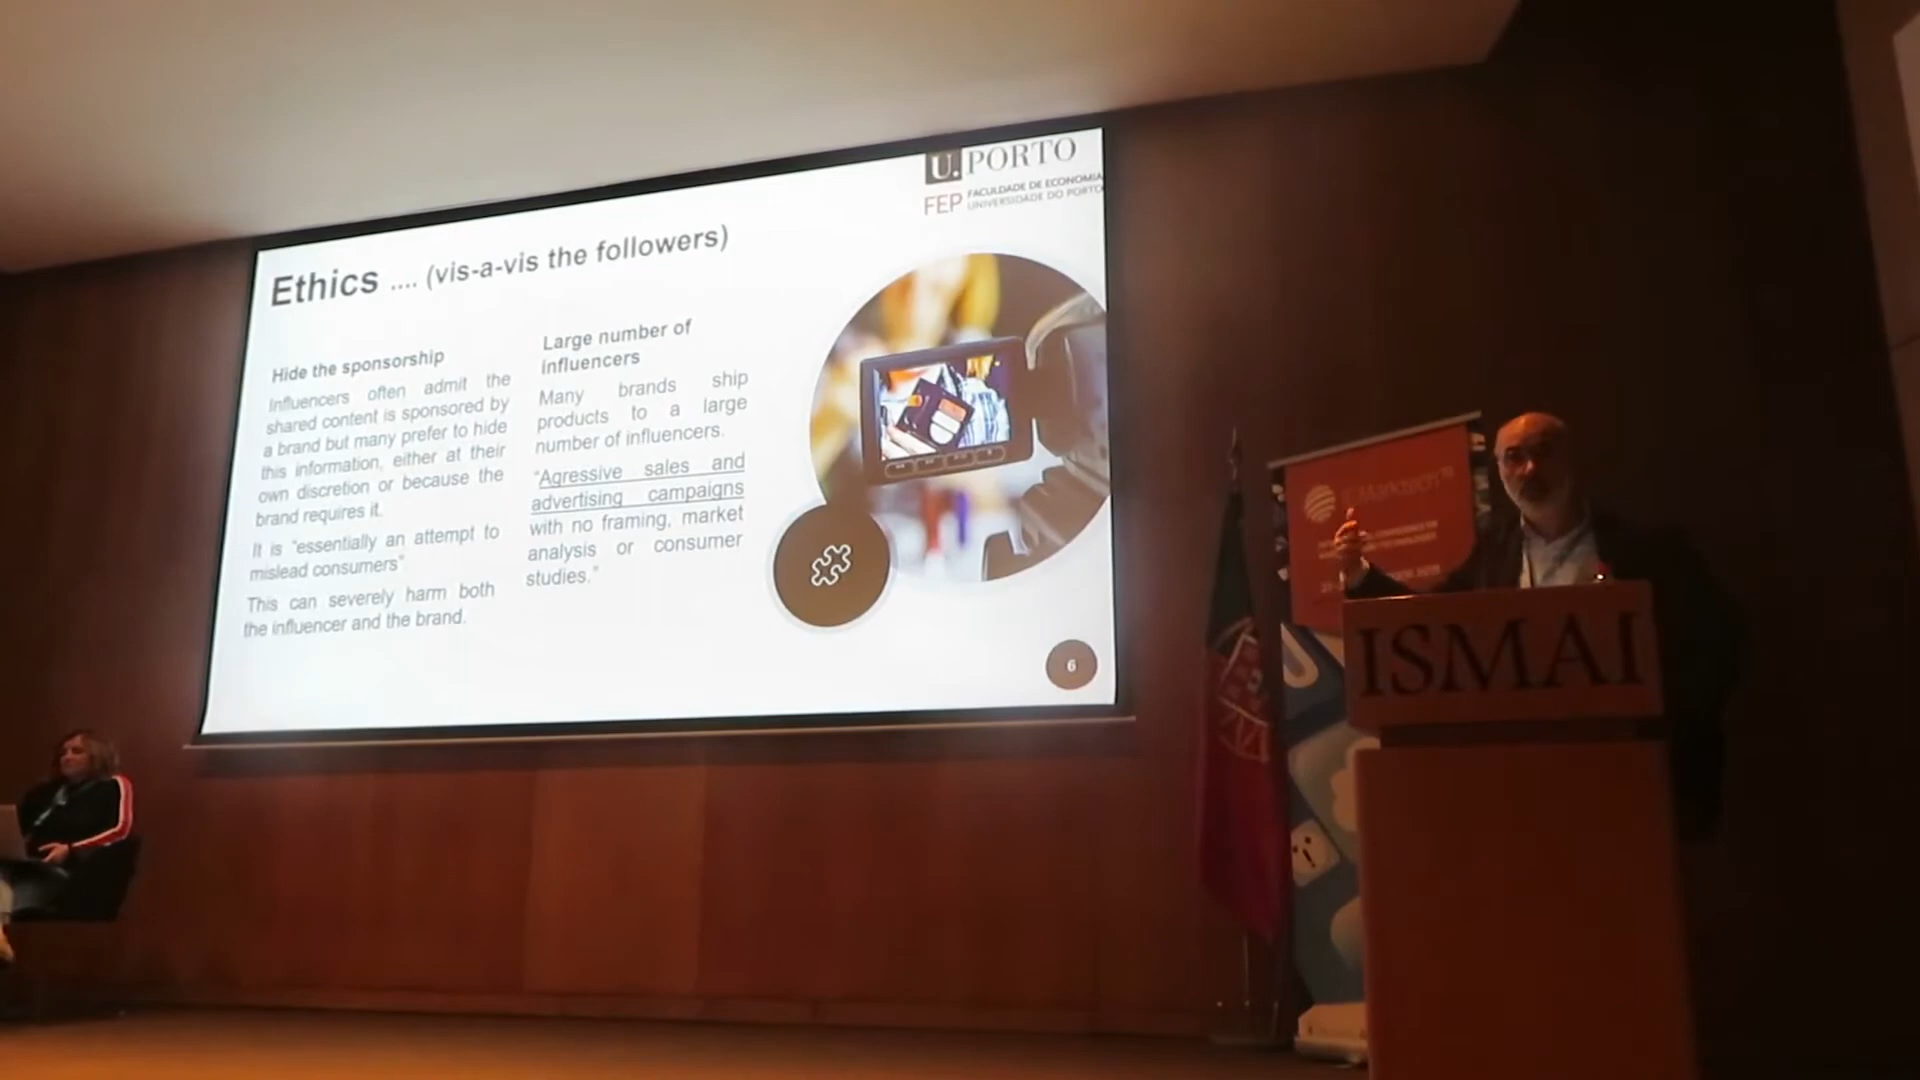 U. PORTO
FEP FACULDADE DE ECONOMIA
UNIVERSIDADE DO PORTO
Ethics .... (vis-a-vis the followers)
Hide the sponsorship
Influencers often admit the
shared content is sponsored by
a brand but many prefer to hide
this information, either at their
own discretion or because the
brand requires it.
It is "essentially an attempt to
mislead consumers"
This can severely harm both
the influencer and the brand.
Large number of
influencers
Many brands ship
products to a large
number of influencers.
"Agressive sales and
advertising campaigns
with no framing, market
analysis or consumer
studies."
6
ICMarktech
ISMAI